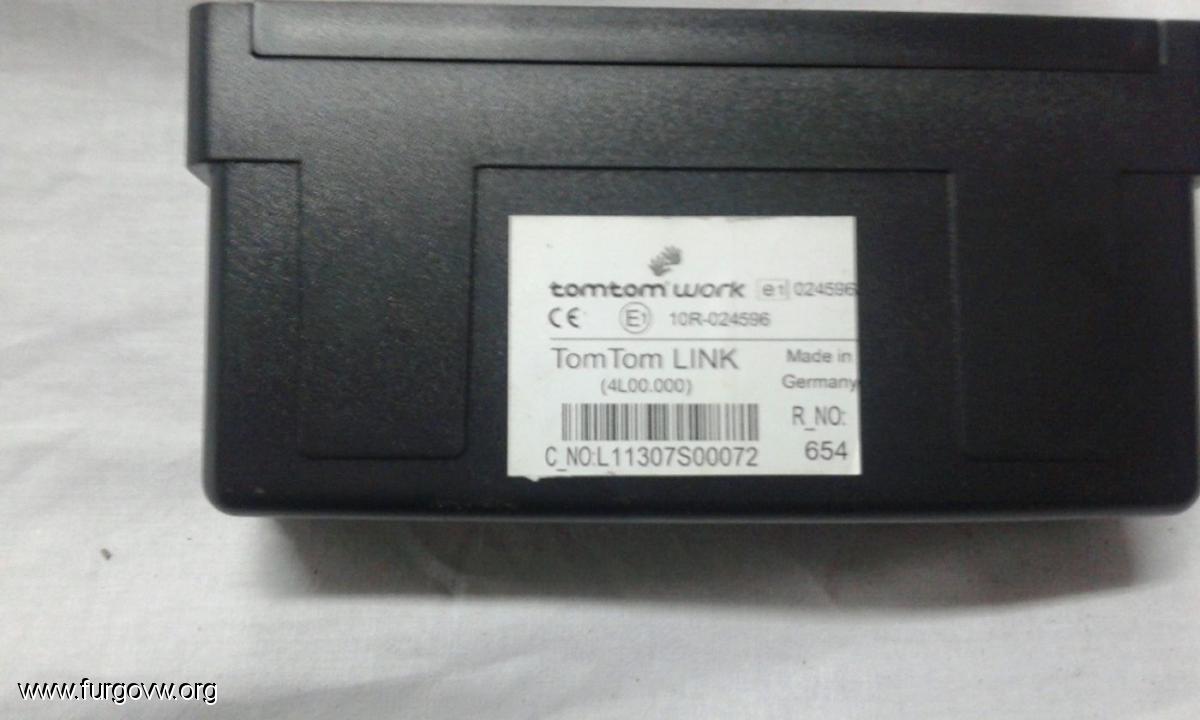 tomtom work e1 024596
CE E1 10R-024596
TomTom LINK Made in
(4L00.000) Germany
R_NO:
C_NO:L11307S00072 654
www.furgovw.org